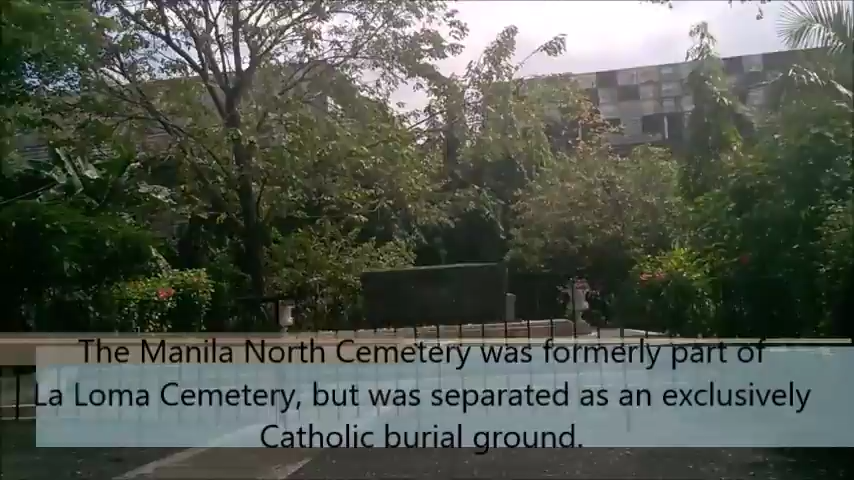 The Manila North Cemetery was formerly part of
La Loma Cemetery, but was separated as an exclusively
Catholic burial ground.